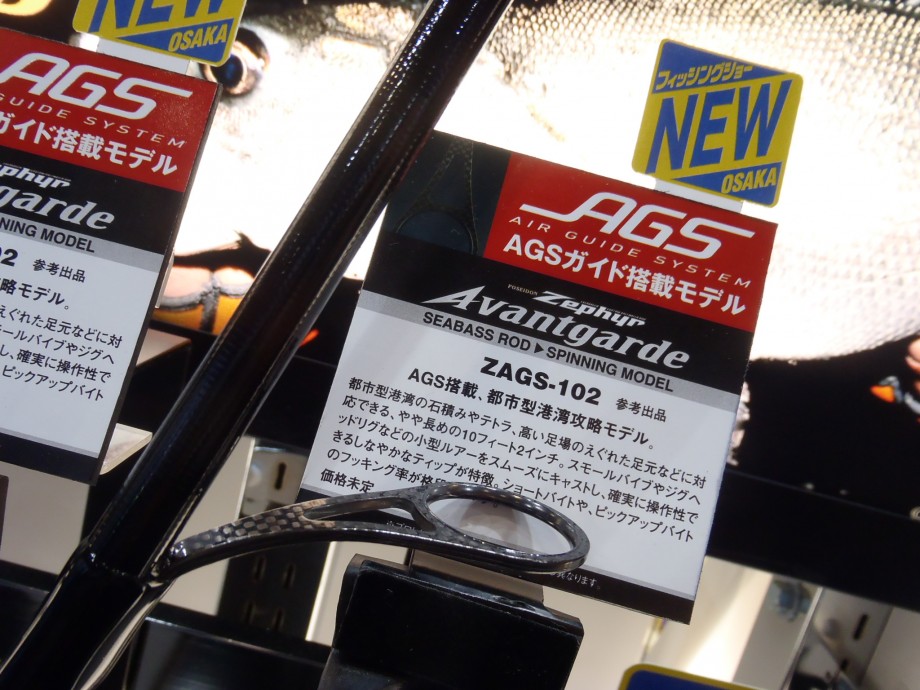 NEW
OSAKA
AGS
GUIDE SYSTEM
ガイド搭載モデル
Zephyr
garde
NING MODEL
02 参考出品
略モデル。
えぐれた足元などに対
ールバイブやジグヘ
し、確実に操作性で
ピックアップバイト
フィッシングショー
NEW
OSAKA
AGS
AIR GUIDE SYSTEM
AGSガイド搭載モデル
POSEIDON Zephyr
Avantgarde
SEABASS ROD▶SPINNING MODEL
ZAGS-102 参考出品
AGS搭載、都市型港湾攻略モデル。
都市型港湾の石積みやテトラ、高い足場のえぐれた足元などに対
応できる、やや長めの10フィート2インチ。スモールバイブやジグヘ
ッドリグなどの小型ルアーをスムーズにキャストし、確実に操作性で
きるしなやかなティップが特徴。ショートバイトや、ピックアップバイト
のフッキング率が格
価格未定
異なります。